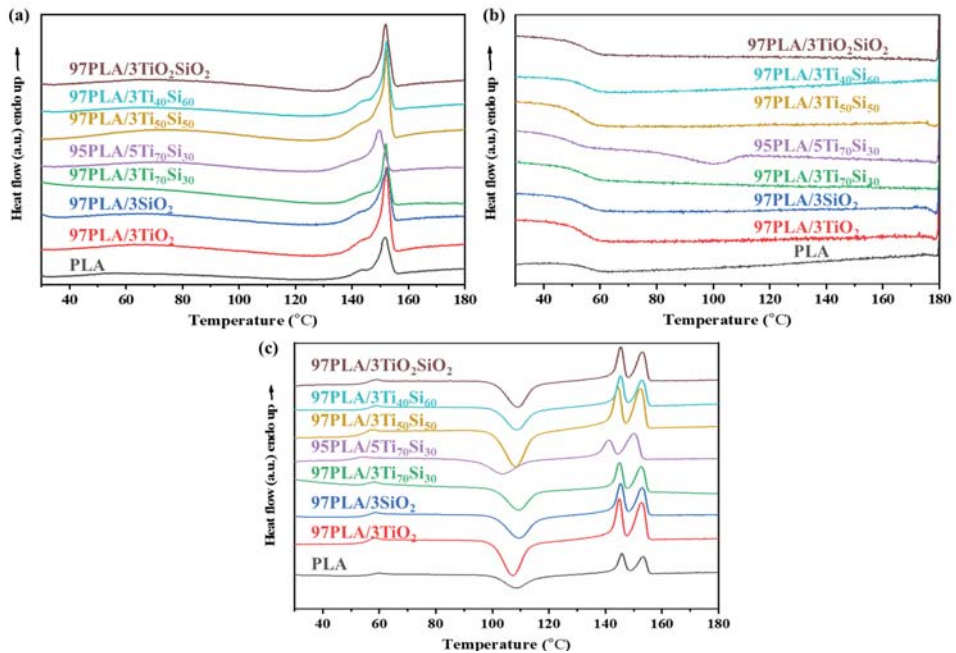 (a)
Heat flow (a.u.) endo up →
97PLA/3TiO₂SiO₂
97PLA/3Ti₄₀Si₆₀
97PLA/3Ti₅₀Si₅₀
95PLA/5Ti₇₀Si₃₀
97PLA/3Ti₇₀Si₃₀
97PLA/3SiO₂
97PLA/3TiO₂
PLA
40 60 80 100 120 140 160 180
Temperature (°C)
(b)
Heat flow (a.u.) endo up →
97PLA/3TiO₂SiO₂
97PLA/3Ti₄₀Si₆₀
97PLA/3Ti₅₀Si₅₀
95PLA/5Ti₇₀Si₃₀
97PLA/3Ti₇₀Si₃₀
97PLA/3SiO₂
97PLA/3TiO₂
PLA
40 60 80 100 120 140 160 180
Temperature (°C)
(c)
Heat flow (a.u.) endo up →
97PLA/3TiO₂SiO₂
97PLA/3Ti₄₀Si₆₀
97PLA/3Ti₅₀Si₅₀
95PLA/5Ti₇₀Si₃₀
97PLA/3Ti₇₀Si₃₀
97PLA/3SiO₂
97PLA/3TiO₂
PLA
40 60 80 100 120 140 160 180
Temperature (°C)